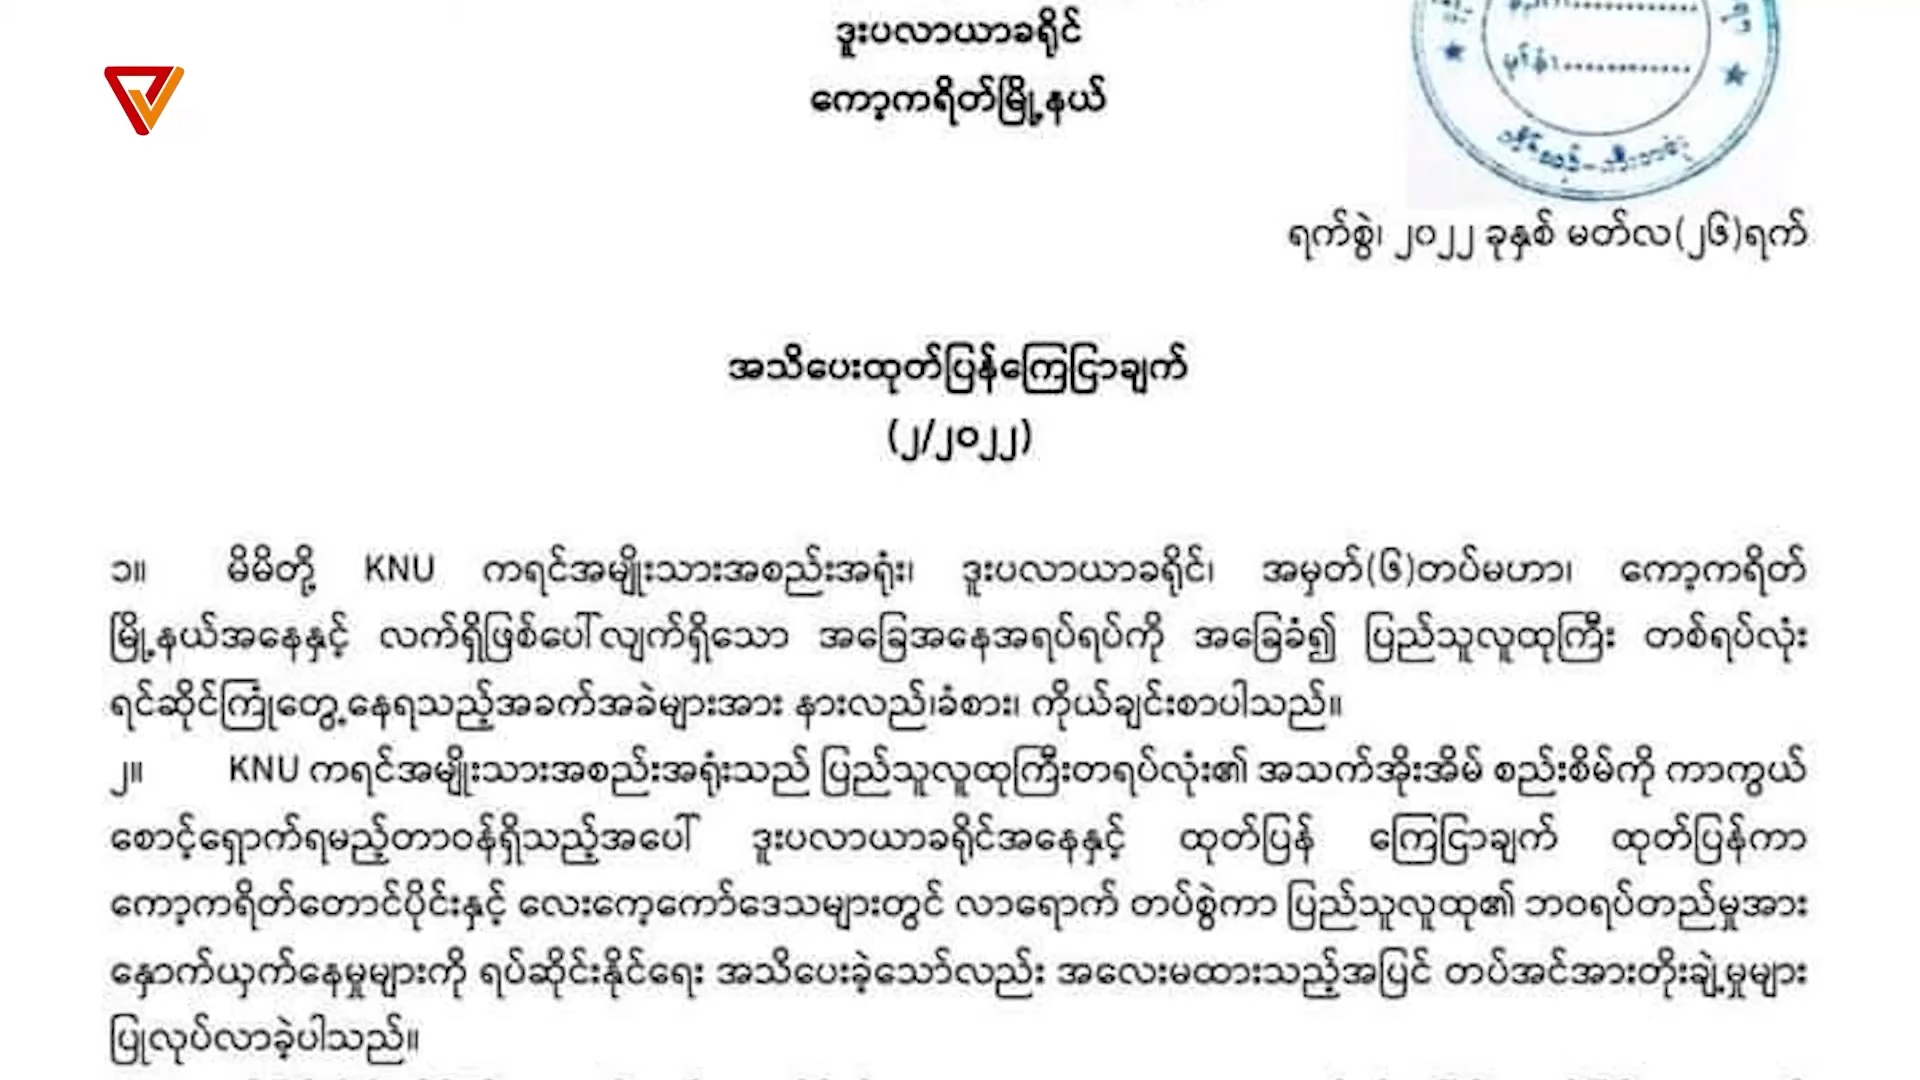 ဒူးပလာယာခရိုင်
ကော့ကရိတ်မြို့နယ်
ရက်စွဲ၊ ၂၀၂၂ ခုနှစ် မတ်လ(၂၆)ရက်
အသိပေးထုတ်ပြန်ကြေငြာချက်
(၂/၂၀၂၂)
၁။ မိမိတို့ KNU ကရင်အမျိုးသားအစည်းအရုံး၊ ဒူးပလာယာခရိုင်၊ အမှတ်(၆)တပ်မဟာ၊ ကော့ကရိတ်
မြို့နယ်အနေနှင့် လက်ရှိဖြစ်ပေါ်လျက်ရှိသော အခြေအနေအရပ်ရပ်ကို အခြေခံ၍ ပြည်သူလူထုကြီး တစ်ရပ်လုံး
ရင်ဆိုင်ကြုံတွေ့နေရသည့်အခက်အခဲများအား နားလည်၊ခံစား၊ ကိုယ်ချင်းစာပါသည်။
၂။ KNU ကရင်အမျိုးသားအစည်းအရုံးသည် ပြည်သူလူထုကြီးတရပ်လုံး၏ အသက်အိုးအိမ် စည်းစိမ်ကို ကာကွယ်
စောင့်ရှောက်ရမည့်တာဝန်ရှိသည့်အပေါ် ဒူးပလာယာခရိုင်အနေနှင့် ထုတ်ပြန် ကြေငြာချက် ထုတ်ပြန်ကာ
ကော့ကရိတ်တောင်ပိုင်းနှင့် လေးကေ့ကော်ဒေသများတွင် လာရောက် တပ်စွဲကာ ပြည်သူလူထု၏ ဘဝရပ်တည်မှုအား
နှောက်ယှက်နေမှုများကို ရပ်ဆိုင်းနိုင်ရေး အသိပေးခဲ့သော်လည်း အလေးမထားသည့်အပြင် တပ်အင်အားတိုးချဲ့မှုများ
ပြုလုပ်လာခဲ့ပါသည်။